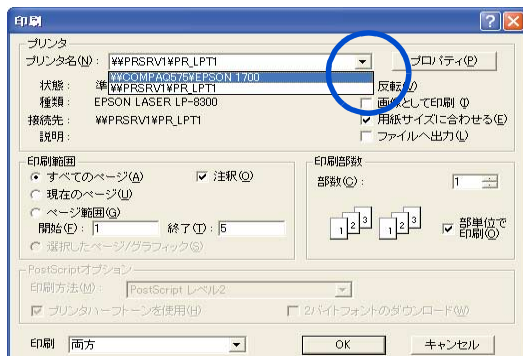 印刷
プリンタ
プリンタ名(N): ¥¥PRSRV1¥PR_LPT1
プロパティ(P)
¥¥COMPAQ575¥EPSON 1700
¥¥PRSRV1¥PR_LPT1
状態: 準
反転(V)
種類: EPSON LASER LP-8300
画像として印刷(I)
接続先: ¥¥PRSRV1¥PR_LPT1
用紙サイズに合わせる(E)
説明:
ファイルへ出力(L)
印刷範囲
すべてのページ(A) 注釈(O)
現在のページ(U)
ページ範囲(G)
開始(F): 1 終了(T): 5
選択したページ/グラフィック(S)
印刷部数
部数(C): 1
1 2 3 1 2 3
部単位で
印刷(O)
PostScriptオプション
印刷方法(M): PostScript レベル2
プリンタハーフトーンを使用(H) 2バイトフォントのダウンロード(W)
印刷 両方
OK キャンセル